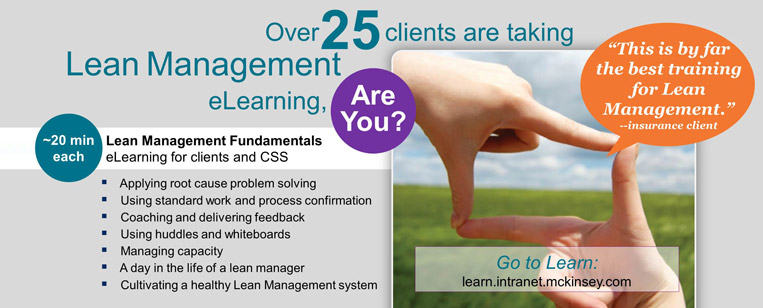 Over 25 clients are taking
Lean Management
eLearning,
Are
You?
"This is by far
the best training
for Lean
Management."
--insurance client
~20 min
each
Lean Management Fundamentals
eLearning for clients and CSS
▪ Applying root cause problem solving
▪ Using standard work and process confirmation
▪ Coaching and delivering feedback
▪ Using huddles and whiteboards
▪ Managing capacity
▪ A day in the life of a lean manager
▪ Cultivating a healthy Lean Management system
Go to Learn:
learn.intranet.mckinsey.com